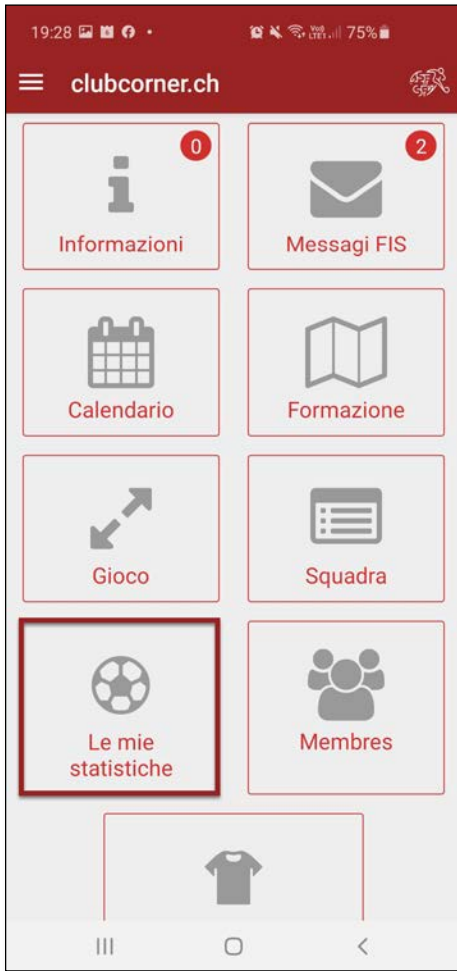 19:28
75%
clubcorner.ch
0
2
Informazioni
Messagi FIS
Calendario
Formazione
Gioco
Squadra
Le mie
statistiche
Membres